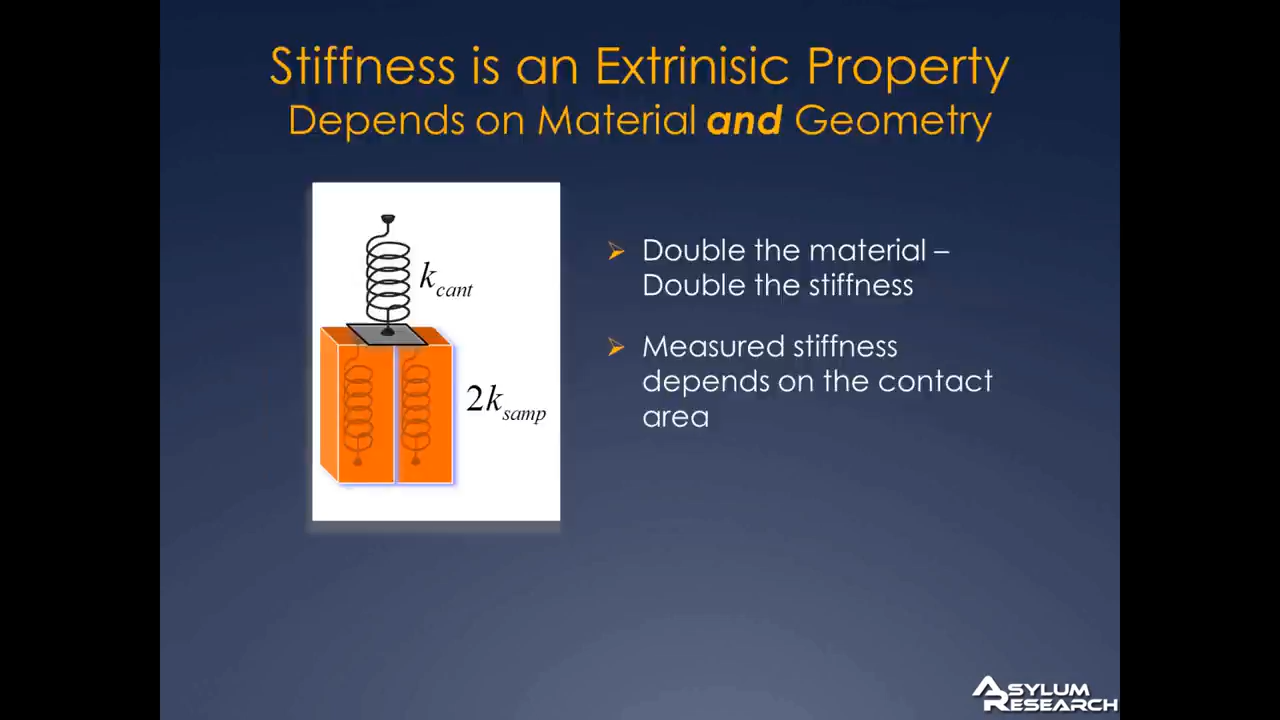 Stiffness is an Extrinisic Property
Depends on Material and Geometry
k cant
2k samp
Double the material –
Double the stiffness
Measured stiffness
depends on the contact
area
ASYLUM
RESEARCH